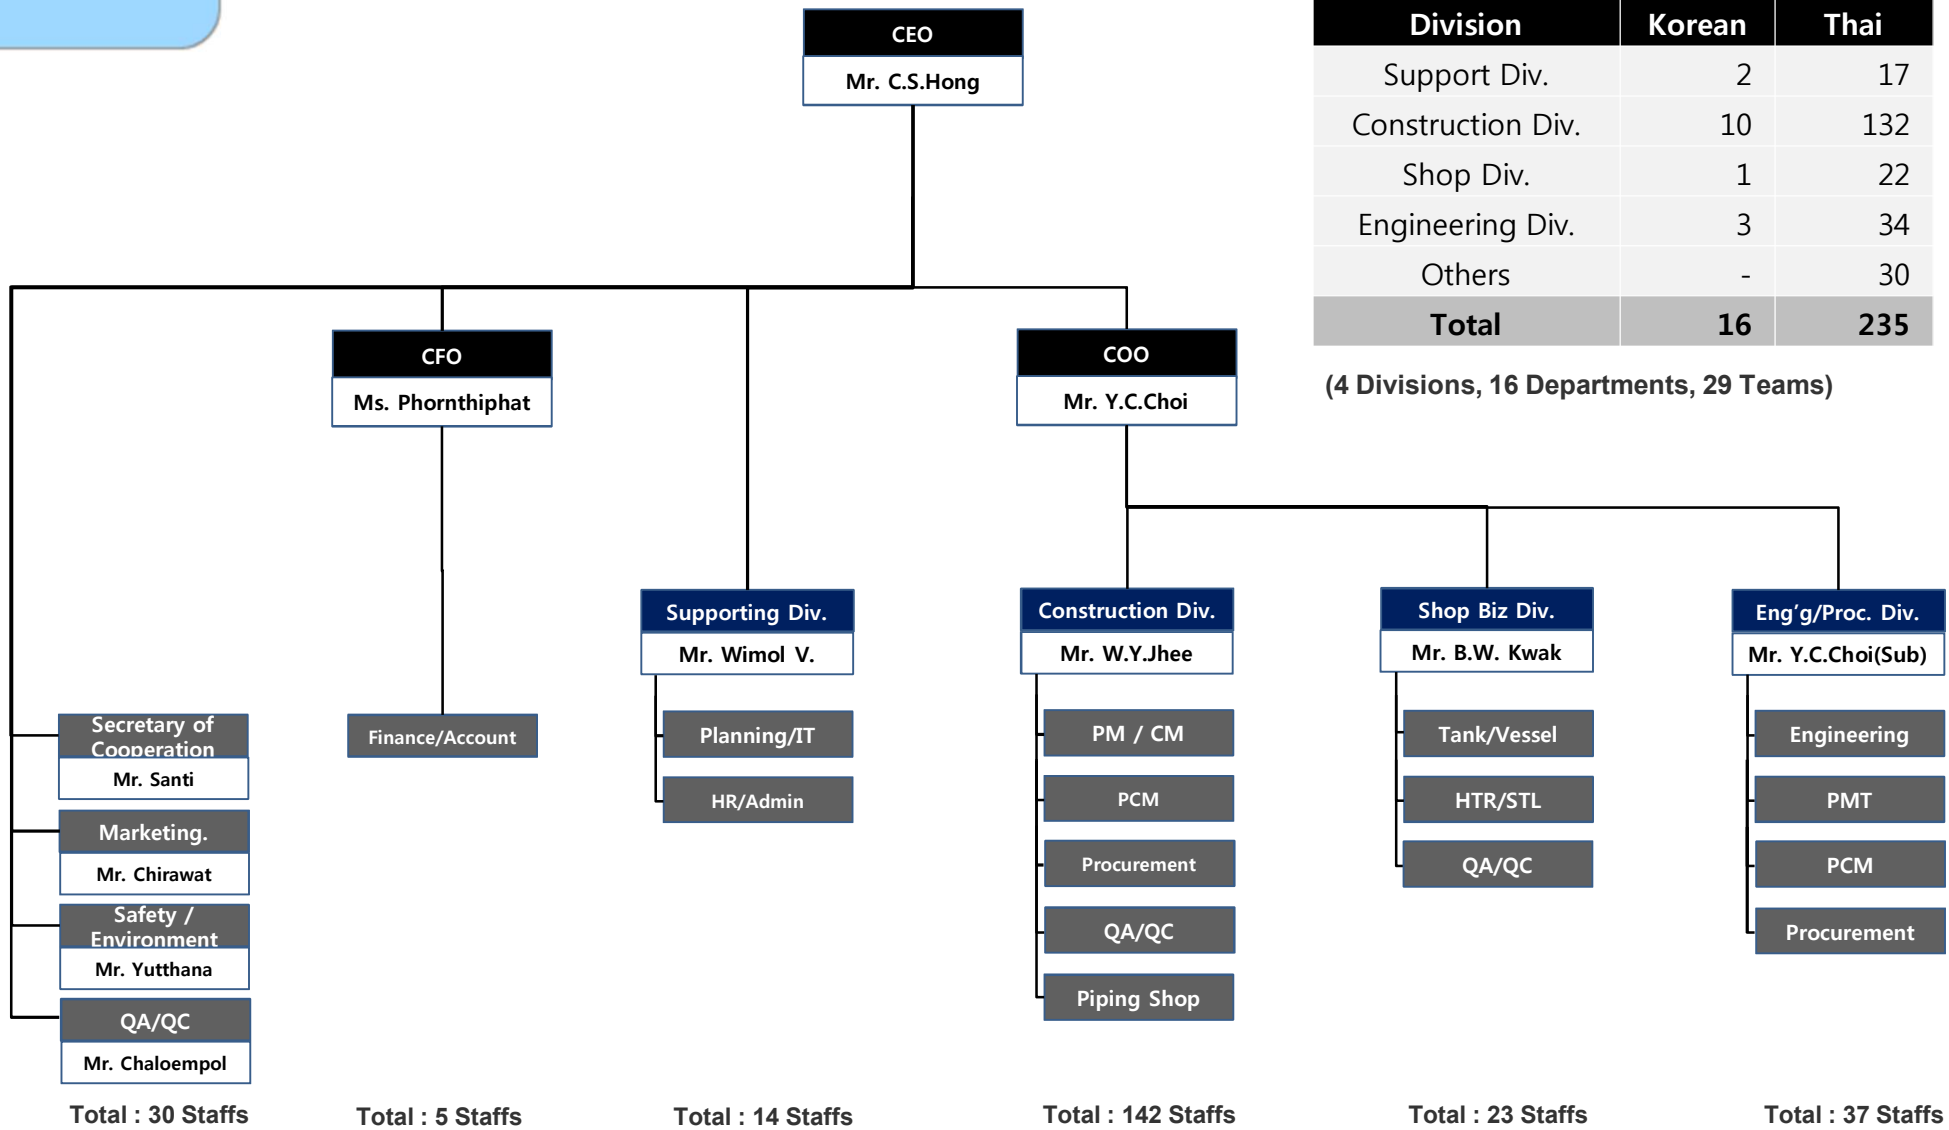 CEO
Mr. C.S.Hong
Division Korean Thai
Support Div. 2 17
Construction Div. 10 132
Shop Div. 1 22
Engineering Div. 3 34
Others - 30
Total 16 235
(4 Divisions, 16 Departments, 29 Teams)
CFO
Ms. Phornthiphat
COO
Mr. Y.C.Choi
Secretary of
Cooperation
Mr. Santi
Marketing.
Mr. Chirawat
Safety /
Environment
Mr. Yutthana
QA/QC
Mr. Chaloempol
Total : 30 Staffs
Finance/Account
Total : 5 Staffs
Supporting Div.
Mr. Wimol V.
Planning/IT
HR/Admin
Total : 14 Staffs
Construction Div.
Mr. W.Y.Jhee
PM / CM
PCM
Procurement
QA/QC
Piping Shop
Total : 142 Staffs
Shop Biz Div.
Mr. B.W. Kwak
Tank/Vessel
HTR/STL
QA/QC
Total : 23 Staffs
Eng’g/Proc. Div.
Mr. Y.C.Choi(Sub)
Engineering
PMT
PCM
Procurement
Total : 37 Staffs